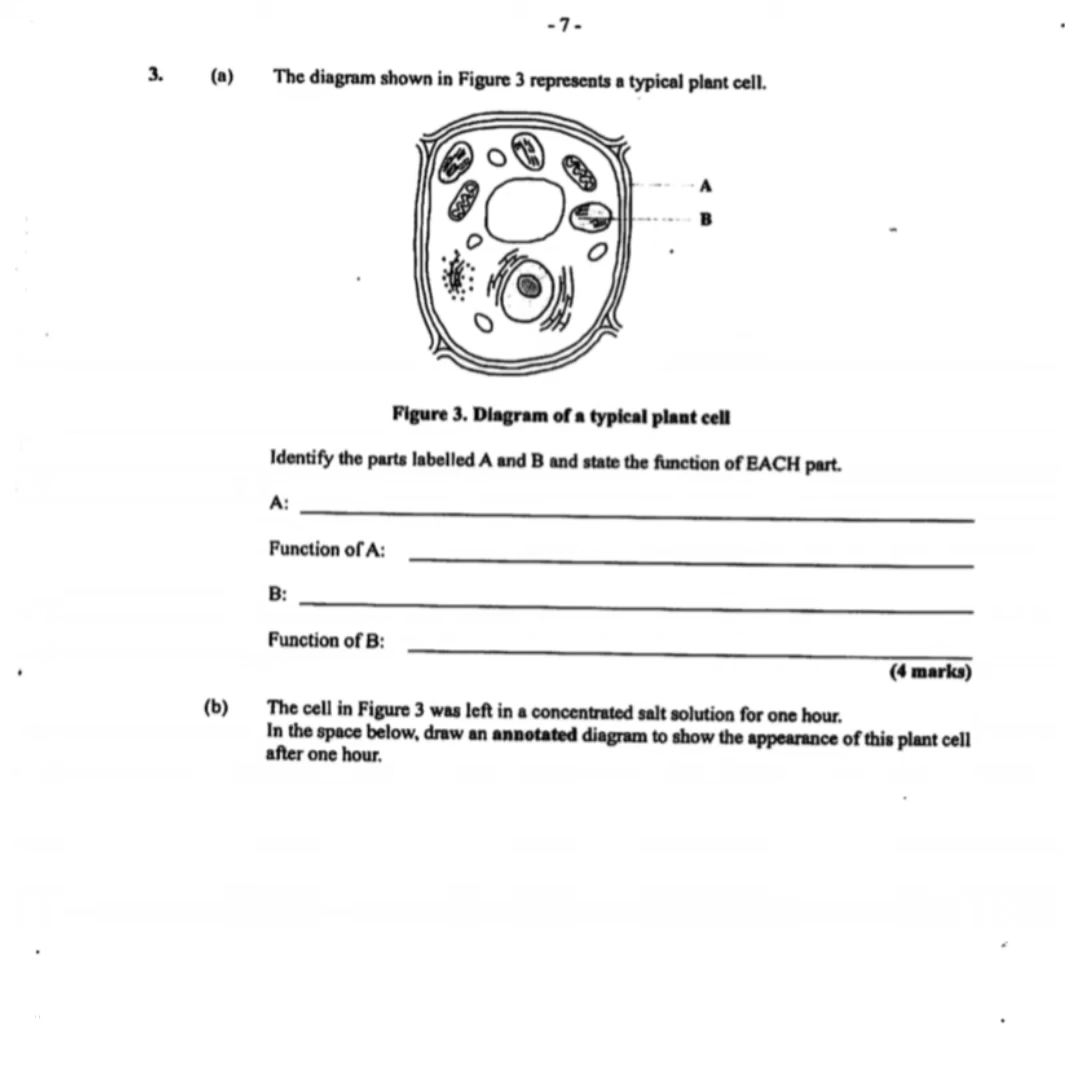 - 7 -
3. (a) The diagram shown in Figure 3 represents a typical plant cell.
A
B
Figure 3. Diagram of a typical plant cell
Identify the parts labelled A and B and state the function of EACH part.
A:
Function of A:
B:
Function of B:
(4 marks)
(b) The cell in Figure 3 was left in a concentrated salt solution for one hour.
In the space below, draw an annotated diagram to show the appearance of this plant cell
after one hour.